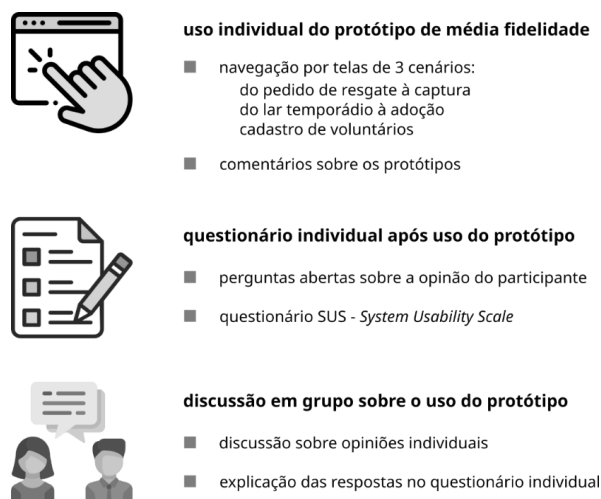 uso individual do protótipo de média fidelidade
navegação por telas de 3 cenários:
do pedido de resgate à captura
do lar temporádio à adoção
cadastro de voluntários
comentários sobre os protótipos
questionário individual após uso do protótipo
perguntas abertas sobre a opinão do participante
questionário SUS - System Usability Scale
discussão em grupo sobre o uso do protótipo
discussão sobre opiniões individuais
explicação das respostas no questionário individual